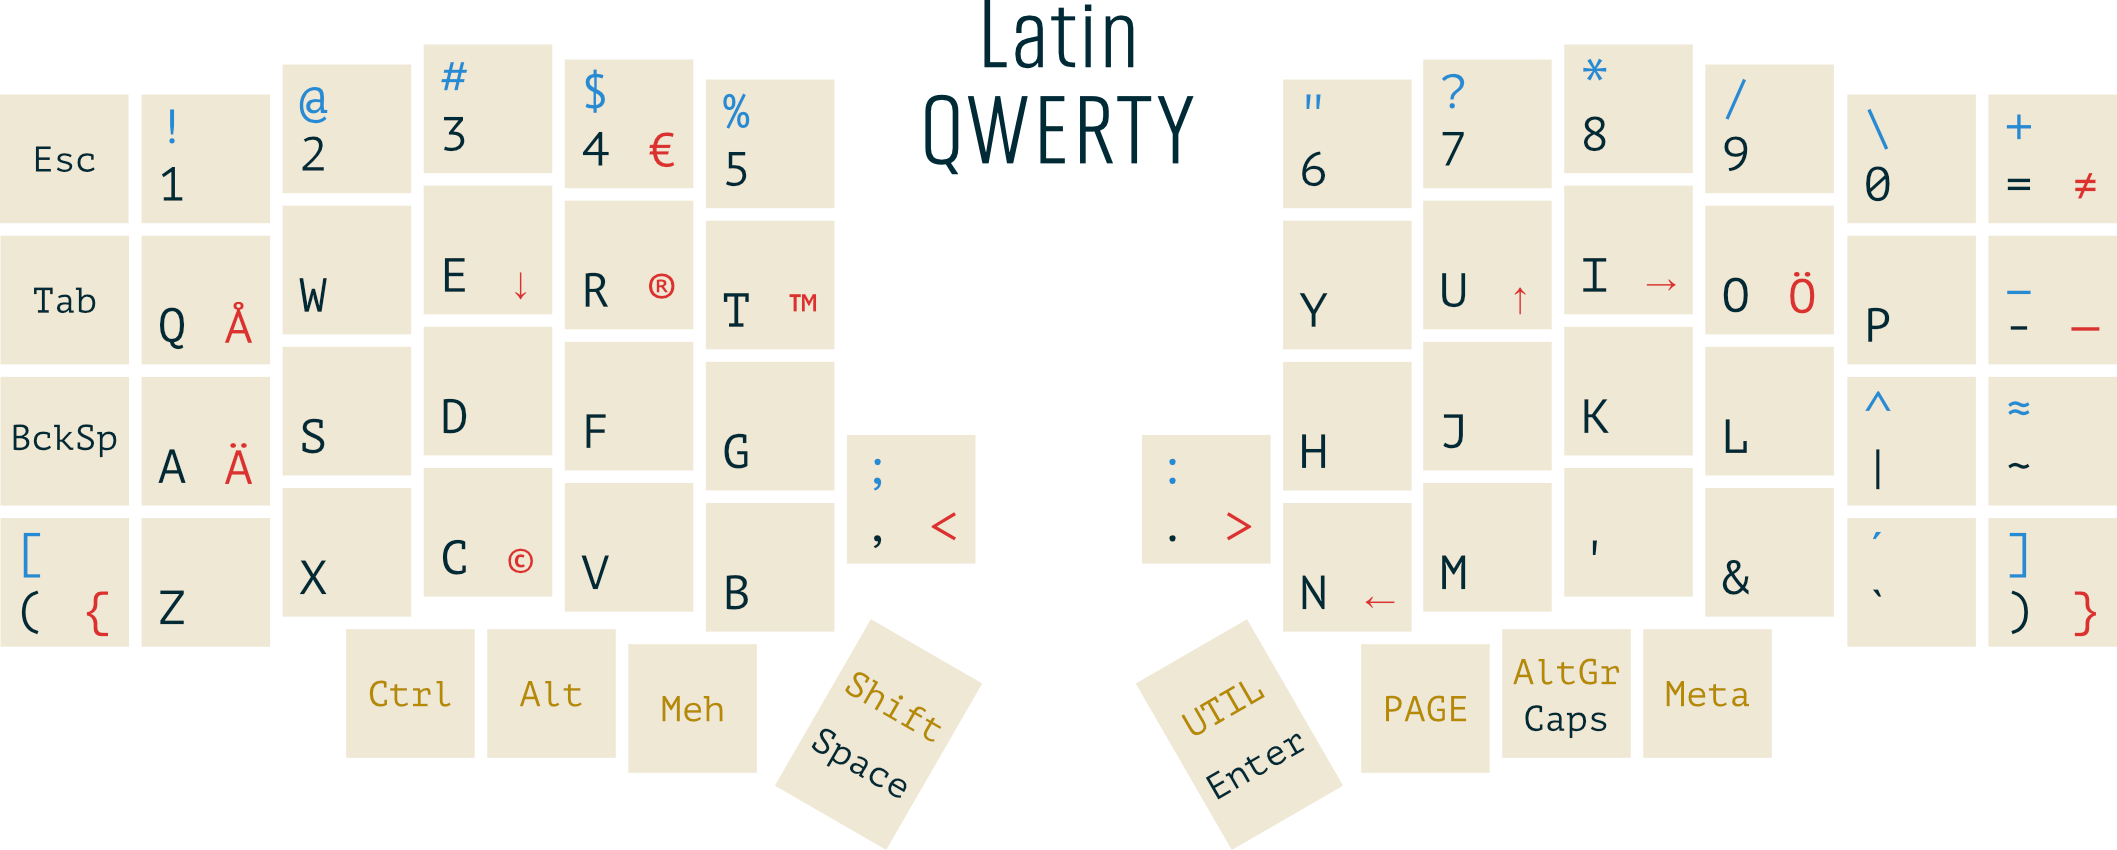 Latin
QWERTY
Esc
! 1
@ 2
# 3
$ 4 €
% 5
" 6
? 7
* 8
/ 9
\ 0
+ = ≠
Tab
Q Å
W
E ↓
R ®
T ™
Y
U ↑
I →
O Ö
P
– - —
BckSp
A Ä
S
D
F
G
; , <
: . >
H
J
K
L
^ |
≈ ~
[ ( {
Z
X
C ©
V
B
N ←
M
'
&
´ `
] ) }
Ctrl
Alt
Meh
Shift
Space
UTIL
Enter
PAGE
AltGr
Caps
Meta